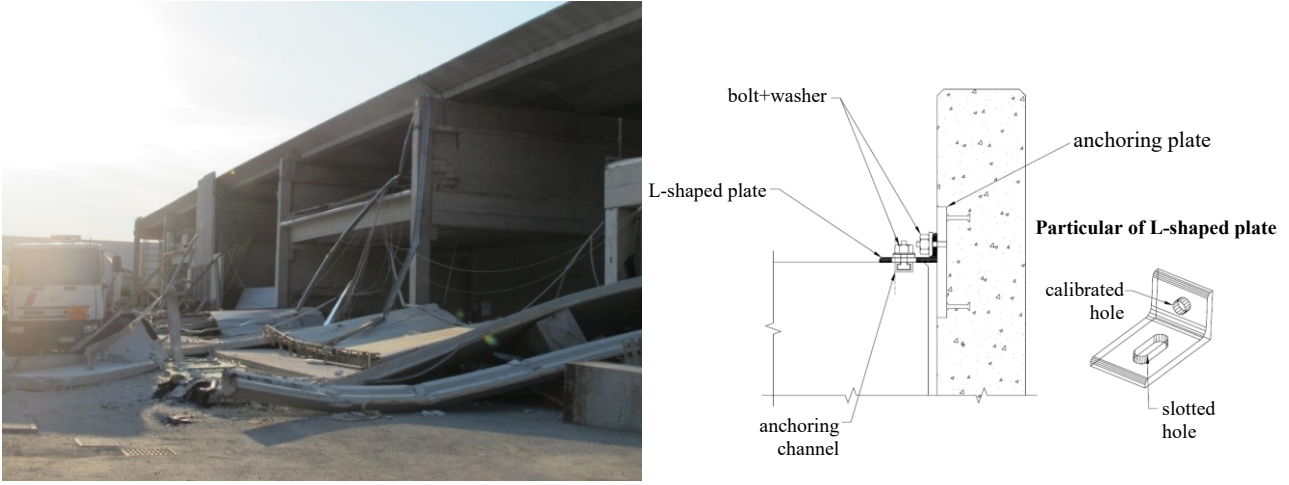 bolt+washer
anchoring plate
L-shaped plate
Particular of L-shaped plate
calibrated
hole
slotted
hole
anchoring
channel